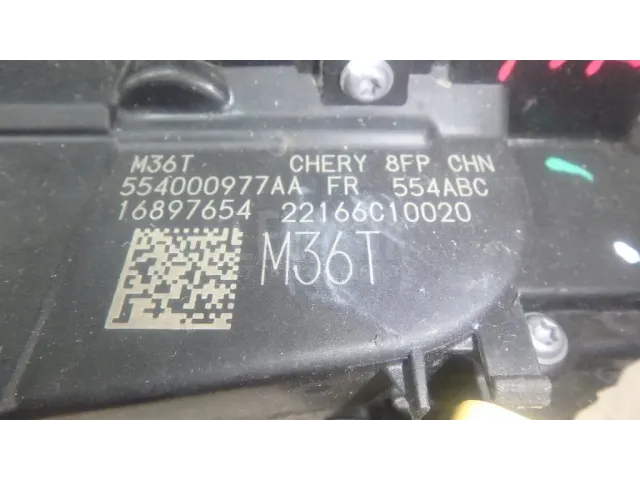 M36T CHERY 8FP CHN
554000977AA FR 554ABC
16897654 22166C10020
M36T